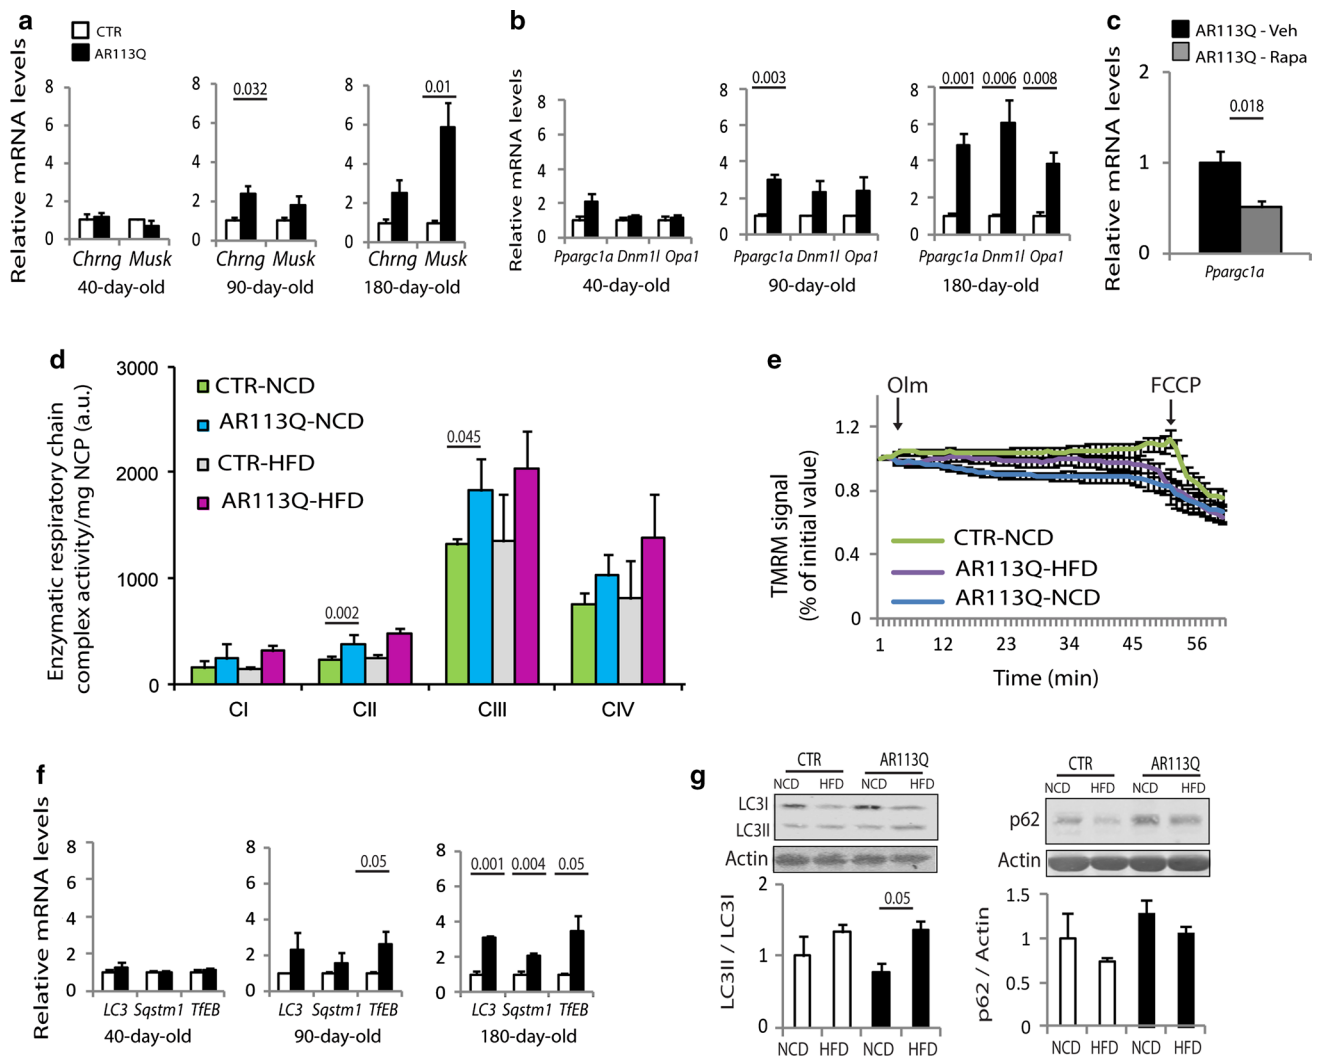 a
CTR
AR113Q
Relative mRNA levels
8
6
4
2
0
Chrng Musk
40-day-old
8
6
4
2
0
0.032
Chrng Musk
90-day-old
8
6
4
2
0
0.01
Chrng Musk
180-day-old
b
Relative mRNA levels
8
6
4
2
0
Ppargc1a Dnm1l Opa1
40-day-old
8
6
4
2
0
0.003
Ppargc1a Dnm1l Opa1
90-day-old
8
6
4
2
0
0.001 0.006 0.008
Ppargc1a Dnm1l Opa1
180-day-old
c
AR113Q - Veh
AR113Q - Rapa
Relative mRNA levels
2
1
0
0.018
Ppargc1a
d
Enzymatic respiratory chain
complex activity/mg NCP (a.u.)
3000
2000
1000
0
CTR-NCD
AR113Q-NCD
CTR-HFD
AR113Q-HFD
0.002
0.045
CI CII CIII CIV
e
Olm FCCP
TMRM signal
(% of initial value)
1.2
0.8
0.4
0
CTR-NCD
AR113Q-HFD
AR113Q-NCD
1 12 23 34 45 56
Time (min)
f
Relative mRNA levels
8
6
4
2
0
LC3 Sqstm1 TfEB
40-day-old
8
6
4
2
0
0.05
LC3 Sqstm1 TfEB
90-day-old
8
6
4
2
0
0.001 0.004 0.05
LC3 Sqstm1 TfEB
180-day-old
g
CTR AR113Q
NCD HFD NCD HFD
LC3I
LC3II
Actin
LC3II / LC3I
2
1
0
0.05
NCD HFD NCD HFD
CTR AR113Q
NCD HFD NCD HFD
p62
Actin
p62 / Actin
1.5
1
0.5
0
NCD HFD NCD HFD